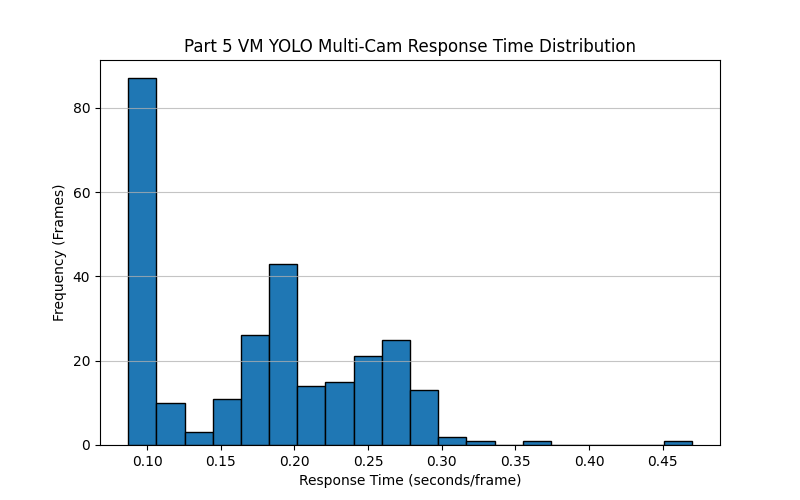 Part 5 VM YOLO Multi-Cam Response Time Distribution
80
60
40
20
0
Frequency (Frames)
0.10 0.15 0.20 0.25 0.30 0.35 0.40 0.45
Response Time (seconds/frame)